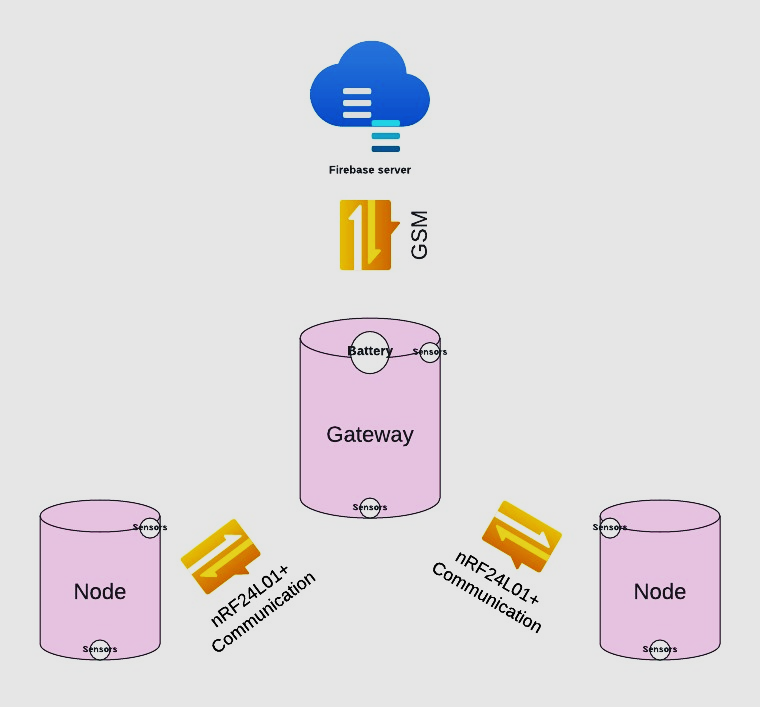 Firebase server
GSM
Battery
Sensors
Gateway
Sensors
Sensors
Node
Sensors
nRF24L01+
Communication
nRF24L01+
Communication
Sensors
Node
Sensors